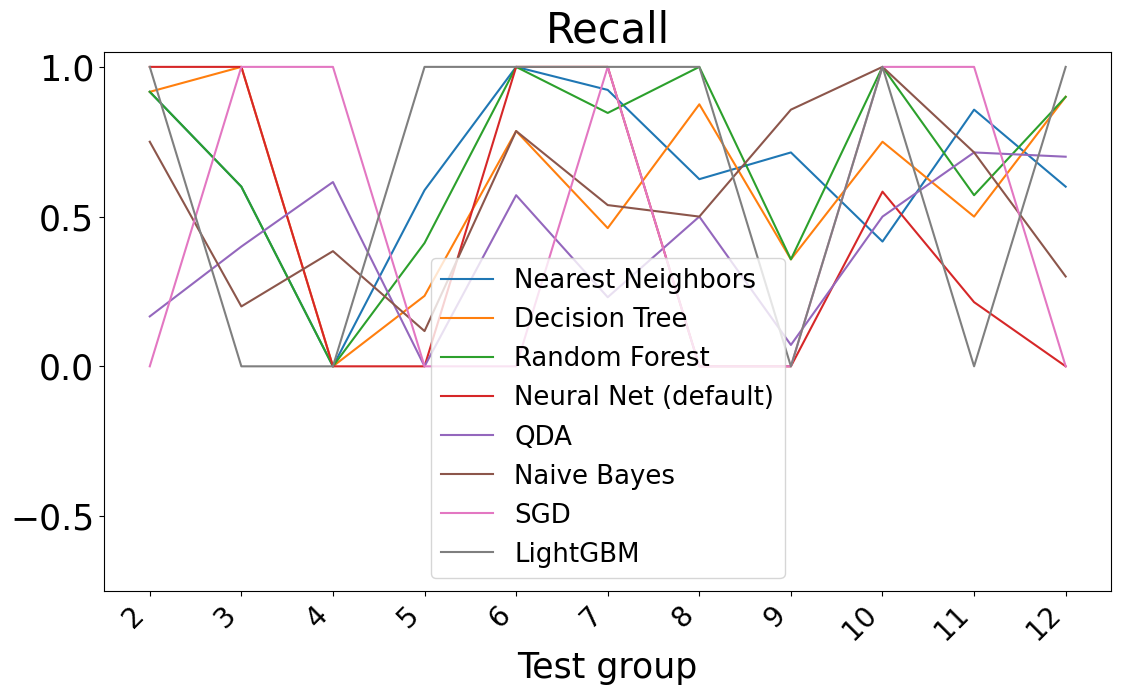 Recall
1.0
0.5
0.0
−0.5
Nearest Neighbors
Decision Tree
Random Forest
Neural Net (default)
QDA
Naive Bayes
SGD
LightGBM
2 3 4 5 6 7 8 9 10 11 12
Test group